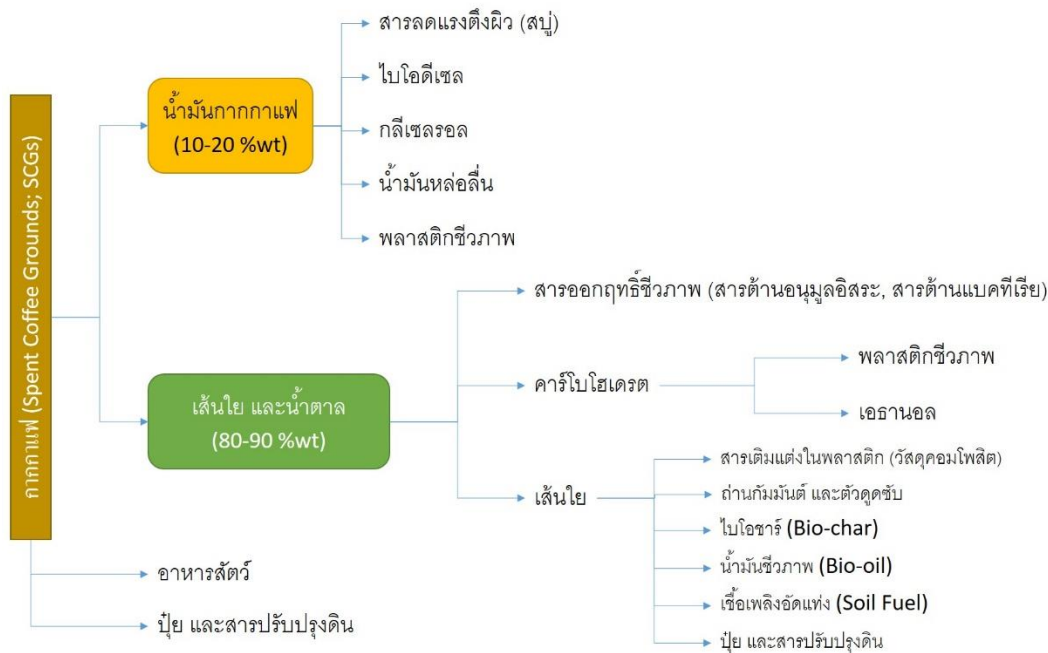 กากกาแฟ (Spent Coffee Grounds; SCGs)
น้ำมันกากกาแฟ
(10-20 %wt)
สารลดแรงตึงผิว (สบู่)
ไบโอดีเซล
กลีเซลรอล
น้ำมันหล่อลื่น
พลาสติกชีวภาพ
เส้นใย และน้ำตาล
(80-90 %wt)
สารออกฤทธิ์ชีวภาพ (สารต้านอนุมูลอิสระ, สารต้านแบคทีเรีย)
คาร์โบโฮเดรต
พลาสติกชีวภาพ
เอธานอล
เส้นใย
สารเติมแต่งในพลาสติก (วัสดุคอมโพสิต)
ถ่านกัมมันต์ และตัวดูดซับ
ไบโอชาร์ (Bio-char)
น้ำมันชีวภาพ (Bio-oil)
เชื้อเพลิงอัดแท่ง (Soil Fuel)
ปุ๋ย และสารปรับปรุงดิน
อาหารสัตว์
ปุ๋ย และสารปรับปรุงดิน